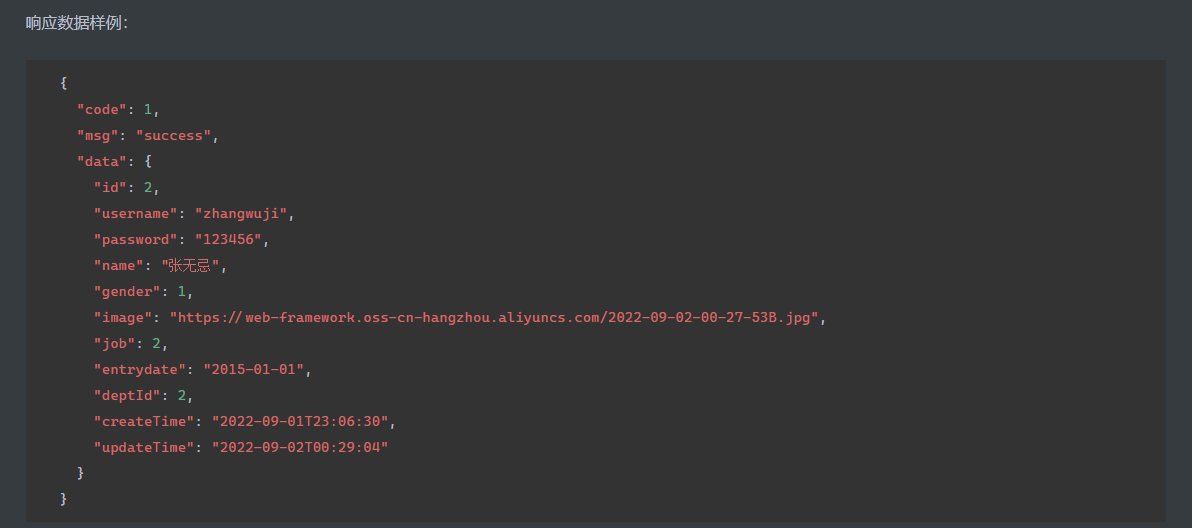 响应数据样例：
{
"code": 1,
"msg": "success",
"data": {
"id": 2,
"username": "zhangwuji",
"password": "123456",
"name": "张无忌",
"gender": 1,
"image": "https://web-framework.oss-cn-hangzhou.aliyuncs.com/2022-09-02-00-27-53B.jpg",
"job": 2,
"entrydate": "2015-01-01",
"deptId": 2,
"createTime": "2022-09-01T23:06:30",
"updateTime": "2022-09-02T00:29:04"
}
}